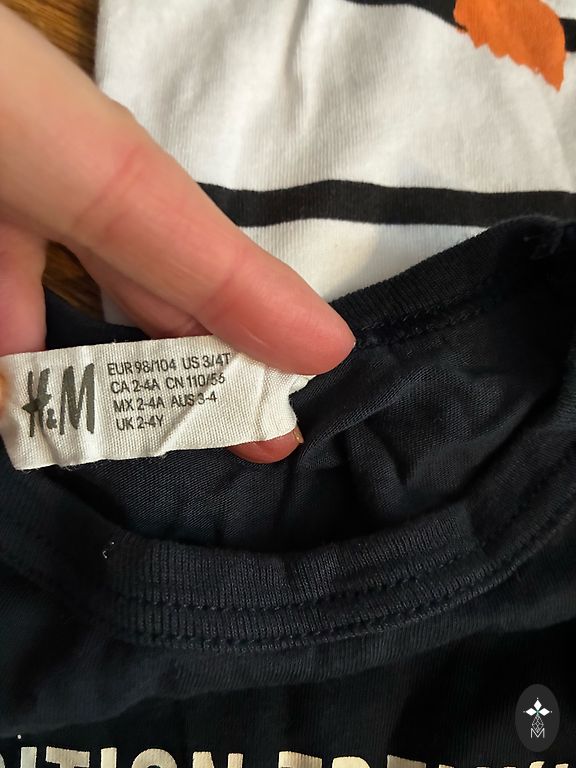 H&M
EUR 98/104 US 3/4T
CA 2-4A CN 110/56
MX 2-4A AUS 3-4
UK 2-4Y